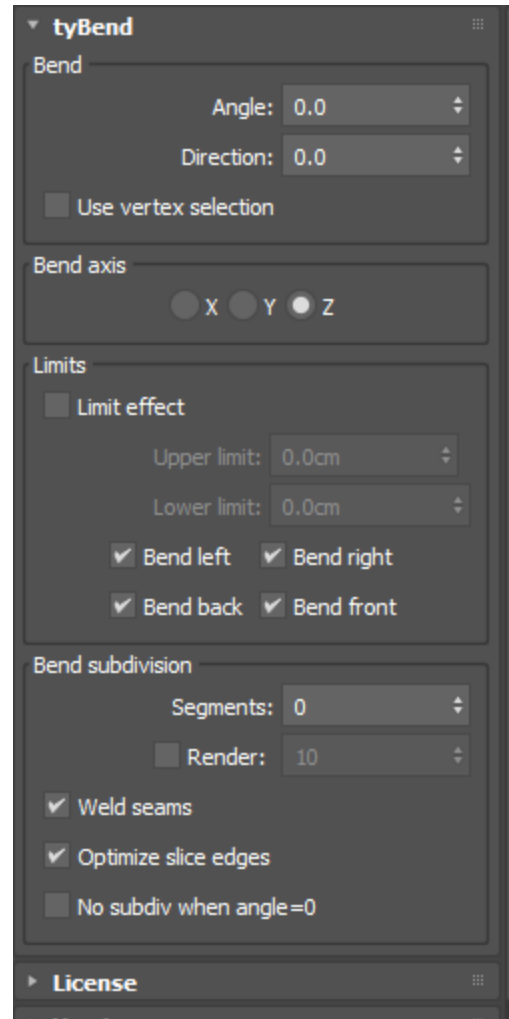 tyBend
Bend
Angle: 0.0
Direction: 0.0
Use vertex selection
Bend axis
X Y Z
Limits
Limit effect
Upper limit: 0.0cm
Lower limit: 0.0cm
Bend left Bend right
Bend back Bend front
Bend subdivision
Segments: 0
Render: 10
Weld seams
Optimize slice edges
No subdiv when angle=0
License